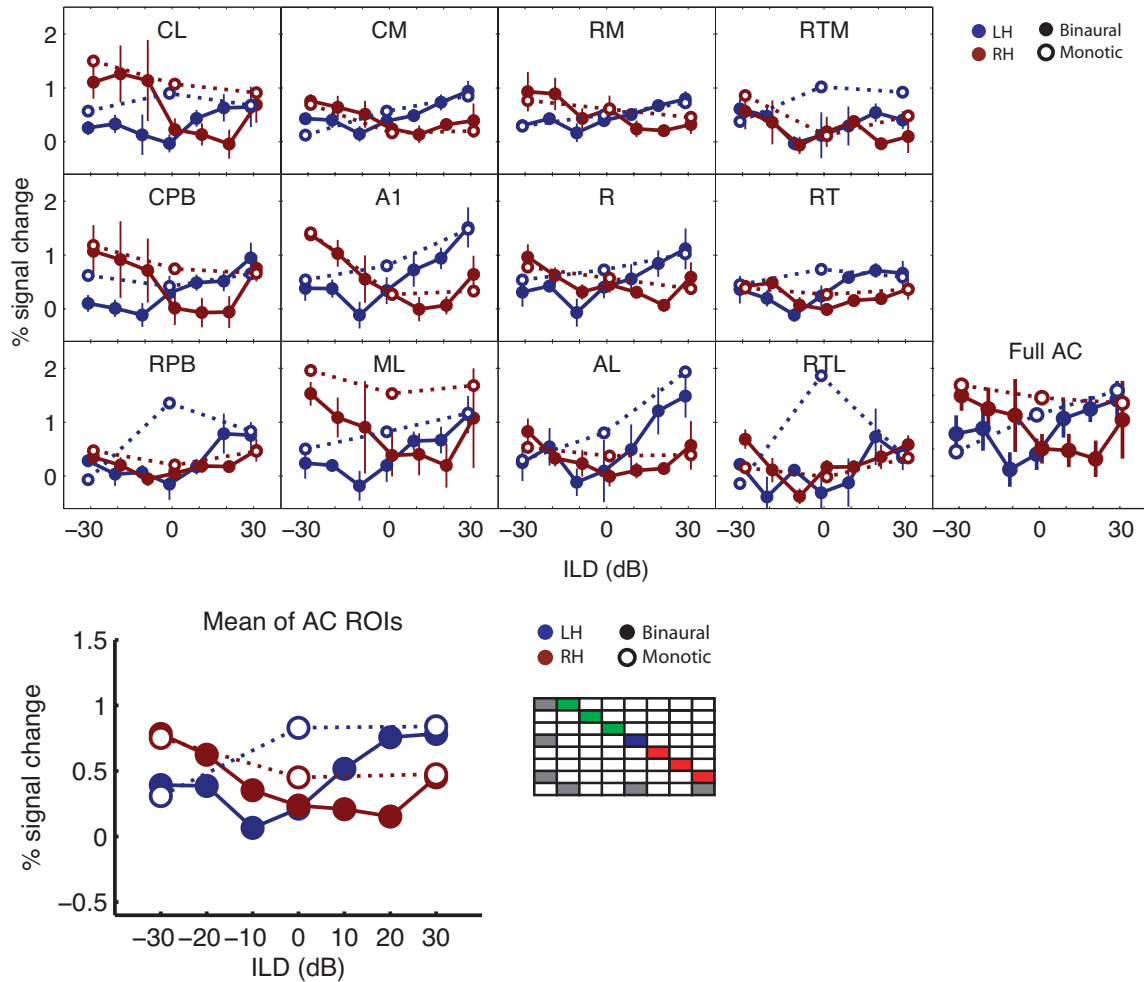 CL CM RM RTM
LH Binaural
RH Monotic
2
1
0
CPB A1 R RT
2
1
0
% signal change
RPB ML AL RTL Full AC
2
1
0
−30 0 30 −30 0 30 −30 0 30 −30 0 30 −30 0 30
ILD (dB)
Mean of AC ROIs
LH Binaural
RH Monotic
1.5
1
0.5
0
−0.5
% signal change
−30 −20 −10 0 10 20 30
ILD (dB)